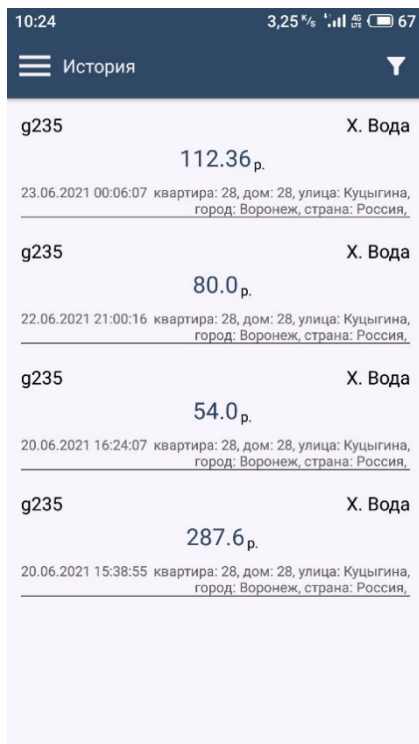 10:24 3,25 K/s 4G LTE 67
История
g235 Х. Вода
112.36 р.
23.06.2021 00:06:07 квартира: 28, дом: 28, улица: Куцыгина,
город: Воронеж, страна: Россия,
g235 Х. Вода
80.0 р.
22.06.2021 21:00:16 квартира: 28, дом: 28, улица: Куцыгина,
город: Воронеж, страна: Россия,
g235 Х. Вода
54.0 р.
20.06.2021 16:24:07 квартира: 28, дом: 28, улица: Куцыгина,
город: Воронеж, страна: Россия,
g235 Х. Вода
287.6 р.
20.06.2021 15:38:55 квартира: 28, дом: 28, улица: Куцыгина,
город: Воронеж, страна: Россия,